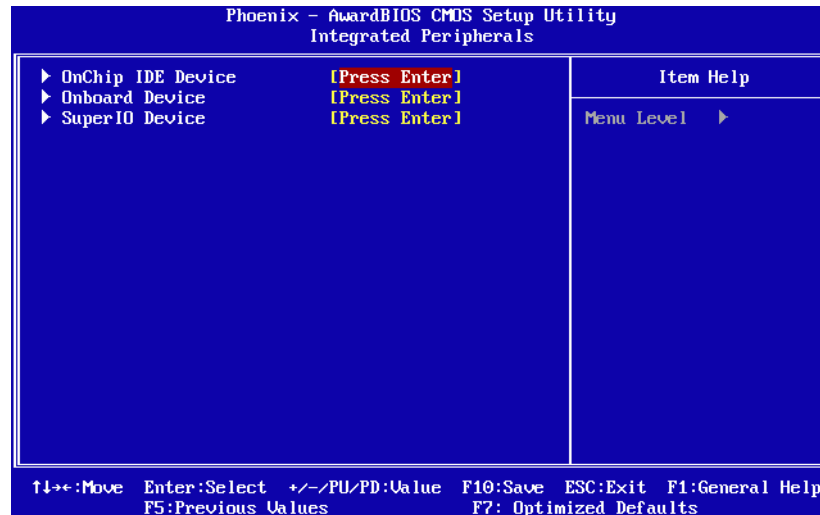 Phoenix - AwardBIOS CMOS Setup Utility
Integrated Peripherals
▶ OnChip IDE Device [Press Enter]
▶ Onboard Device [Press Enter]
▶ SuperIO Device [Press Enter]
Item Help
Menu Level ▶
↑↓→←:Move Enter:Select +/-/PU/PD:Value F10:Save ESC:Exit F1:General Help
F5:Previous Values F7: Optimized Defaults